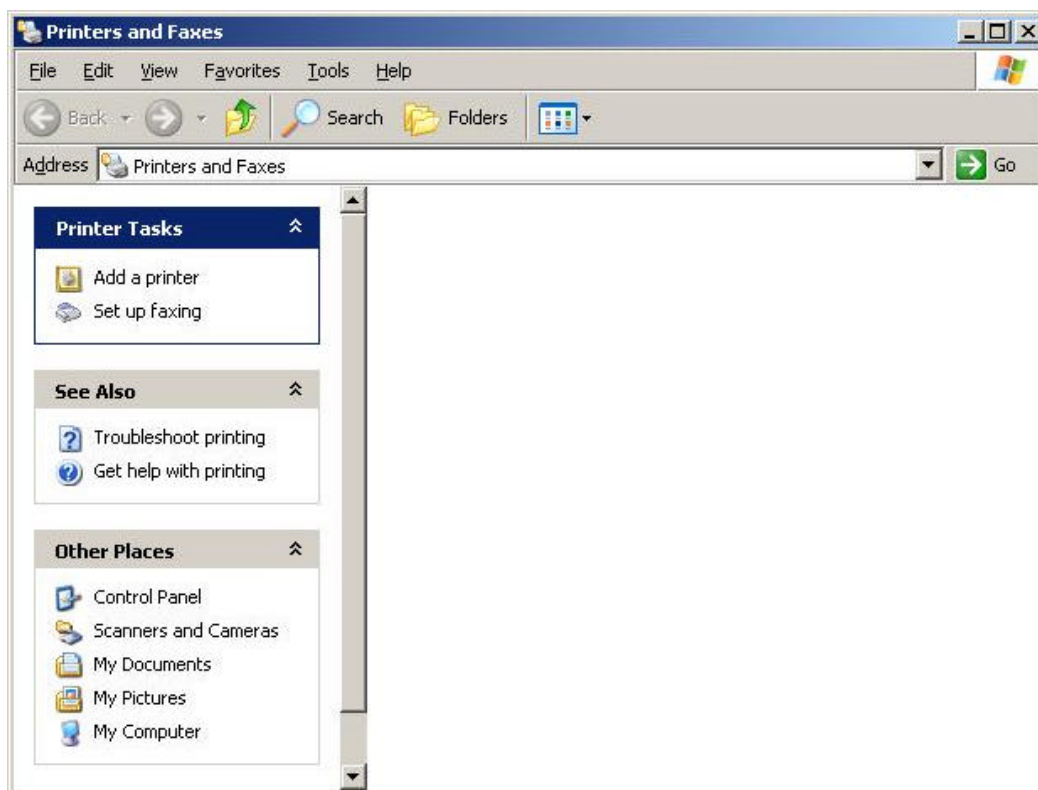 Printers and Faxes
File Edit View Favorites Tools Help
Back Search Folders
Address Printers and Faxes Go
Printer Tasks
Add a printer
Set up faxing
See Also
Troubleshoot printing
Get help with printing
Other Places
Control Panel
Scanners and Cameras
My Documents
My Pictures
My Computer